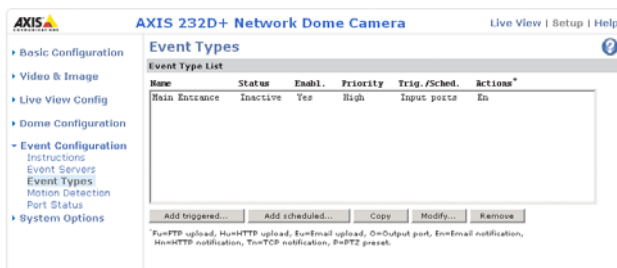 AXIS
COMMUNICATIONS
AXIS 232D+ Network Dome Camera
Live View | Setup | Help
Basic Configuration
Video & Image
Live View Config
Dome Configuration
Event Configuration
Instructions
Event Servers
Event Types
Motion Detection
Port Status
System Options
Event Types
?
Event Type List
Name Status Enabl. Priority Trig./Sched. Actions*
Main Entrance Inactive Yes High Input ports En
Add triggered... Add scheduled... Copy Modify... Remove
*Fu=FTP upload, Hu=HTTP upload, Eu=Email upload, O=Output port, En=Email notification,
Hn=HTTP notification, Tn=TCP notification, P=PTZ preset.